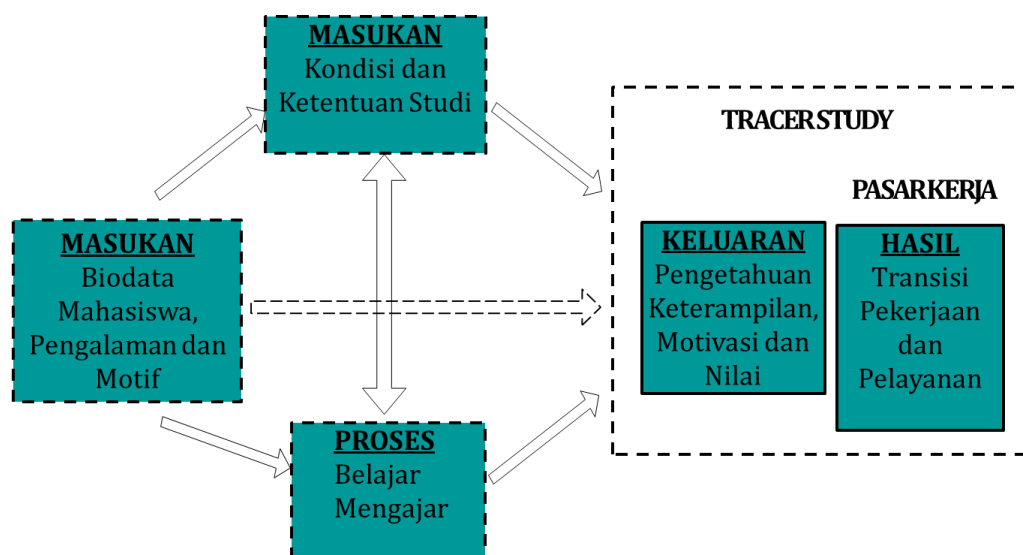 MASUKAN
Kondisi dan
Ketentuan Studi
MASUKAN
Biodata
Mahasiswa,
Pengalaman dan
Motif
PROSES
Belajar
Mengajar
TRACER STUDY
PASAR KERJA
KELUARAN
Pengetahuan
Keterampilan,
Motivasi dan
Nilai
HASIL
Transisi
Pekerjaan
dan
Pelayanan